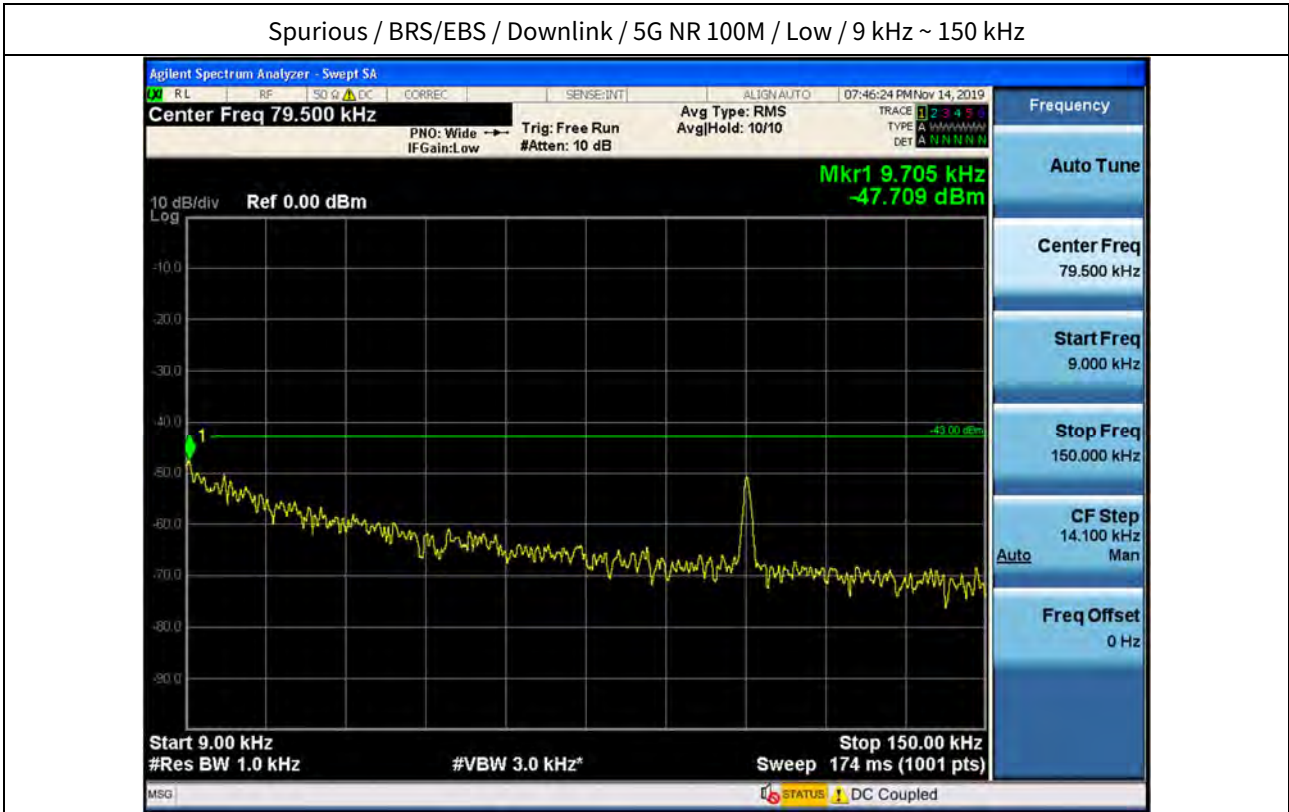 Spurious / BRS/EBS / Downlink / 5G NR 100M / Low / 9 kHz ~ 150 kHz
Agilent Spectrum Analyzer - Swept SA
RL RF 50 Ω DC CORREC SENSE:INT ALIGNAUTO 07:46:24 PMNov 14, 2019
Center Freq 79.500 kHz
PNO: Wide
IFGain:Low
Trig: Free Run
#Atten: 10 dB
Avg Type: RMS
Avg|Hold: 10/10
TRACE 1 2 3 4 5 6
TYPE A
DET A N N N N N
Mkr1 9.705 kHz
-47.709 dBm
10 dB/div Ref 0.00 dBm
Log
-10.0
-20.0
-30.0
-40.0
1
-43.00 dBm
-50.0
-60.0
-70.0
-80.0
-90.0
Start 9.00 kHz Stop 150.00 kHz
#Res BW 1.0 kHz #VBW 3.0 kHz* Sweep 174 ms (1001 pts)
MSG STATUS DC Coupled
Frequency
Auto Tune
Center Freq
79.500 kHz
Start Freq
9.000 kHz
Stop Freq
150.000 kHz
CF Step
14.100 kHz
Auto Man
Freq Offset
0 Hz